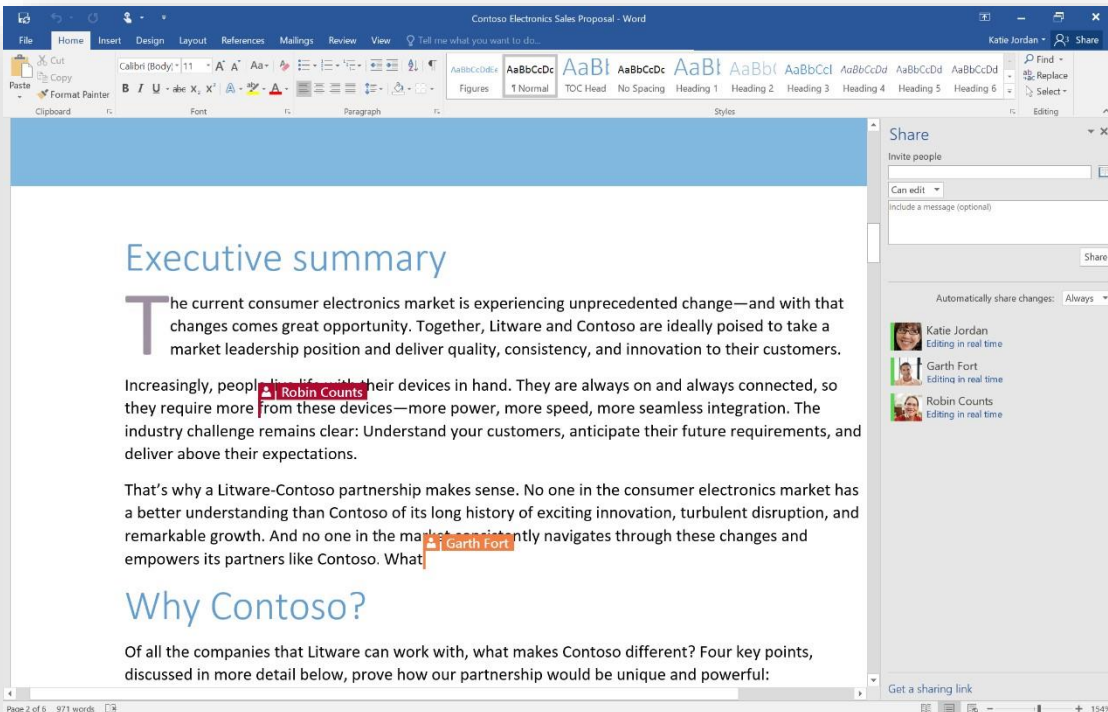 Contoso Electronics Sales Proposal - Word
File Home Insert Design Layout References Mailings Review View Tell me what you want to do... Katie Jordan Share
Cut
Copy
Format Painter
Paste
Calibri (Body) 11
Clipboard Font Paragraph Styles Editing
AaBbCcDdEe AaBbCcDc AaBt AaBbCcDc AaBt AaBb( AaBbCcI AaBbCcDd AaBbCcDd AaBbCcDd
Figures ¶ Normal TOC Head No Spacing Heading 1 Heading 2 Heading 3 Heading 4 Heading 5 Heading 6
Find
Replace
Select
Executive summary
The current consumer electronics market is experiencing unprecedented change—and with that
changes comes great opportunity. Together, Litware and Contoso are ideally poised to take a
market leadership position and deliver quality, consistency, and innovation to their customers.
Increasingly, people live life with their devices in hand. They are always on and always connected, so
Robin Counts
they require more from these devices—more power, more speed, more seamless integration. The
industry challenge remains clear: Understand your customers, anticipate their future requirements, and
deliver above their expectations.
That's why a Litware-Contoso partnership makes sense. No one in the consumer electronics market has
a better understanding than Contoso of its long history of exciting innovation, turbulent disruption, and
remarkable growth. And no one in the market consistently navigates through these changes and
Garth Fort
empowers its partners like Contoso. What
Why Contoso?
Of all the companies that Litware can work with, what makes Contoso different? Four key points,
discussed in more detail below, prove how our partnership would be unique and powerful:
Share
Invite people
Can edit
Include a message (optional)
Share
Automatically share changes: Always
Katie Jordan
Editing in real time
Garth Fort
Editing in real time
Robin Counts
Editing in real time
Get a sharing link
Page 2 of 6 971 words 154%